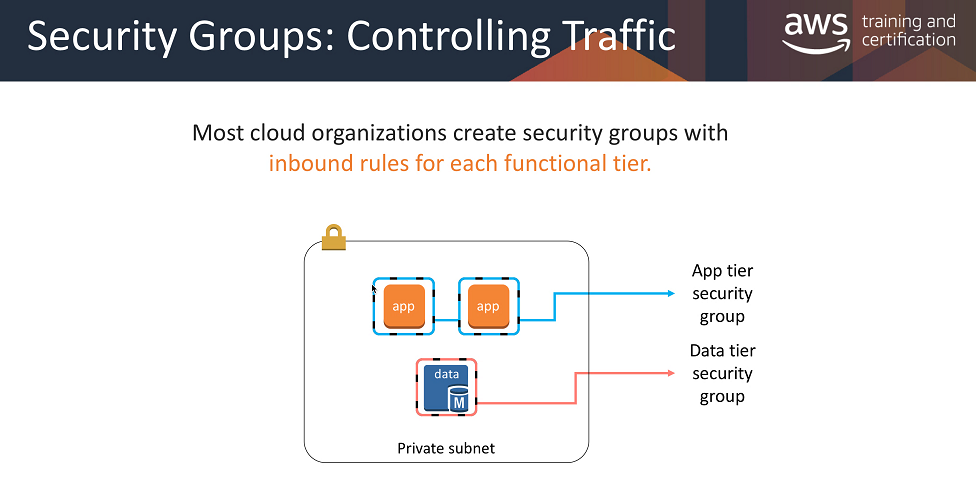 Security Groups: Controlling Traffic
aws training and
certification
Most cloud organizations create security groups with
inbound rules for each functional tier.
app
app
App tier
security
group
data
M
Data tier
security
group
Private subnet